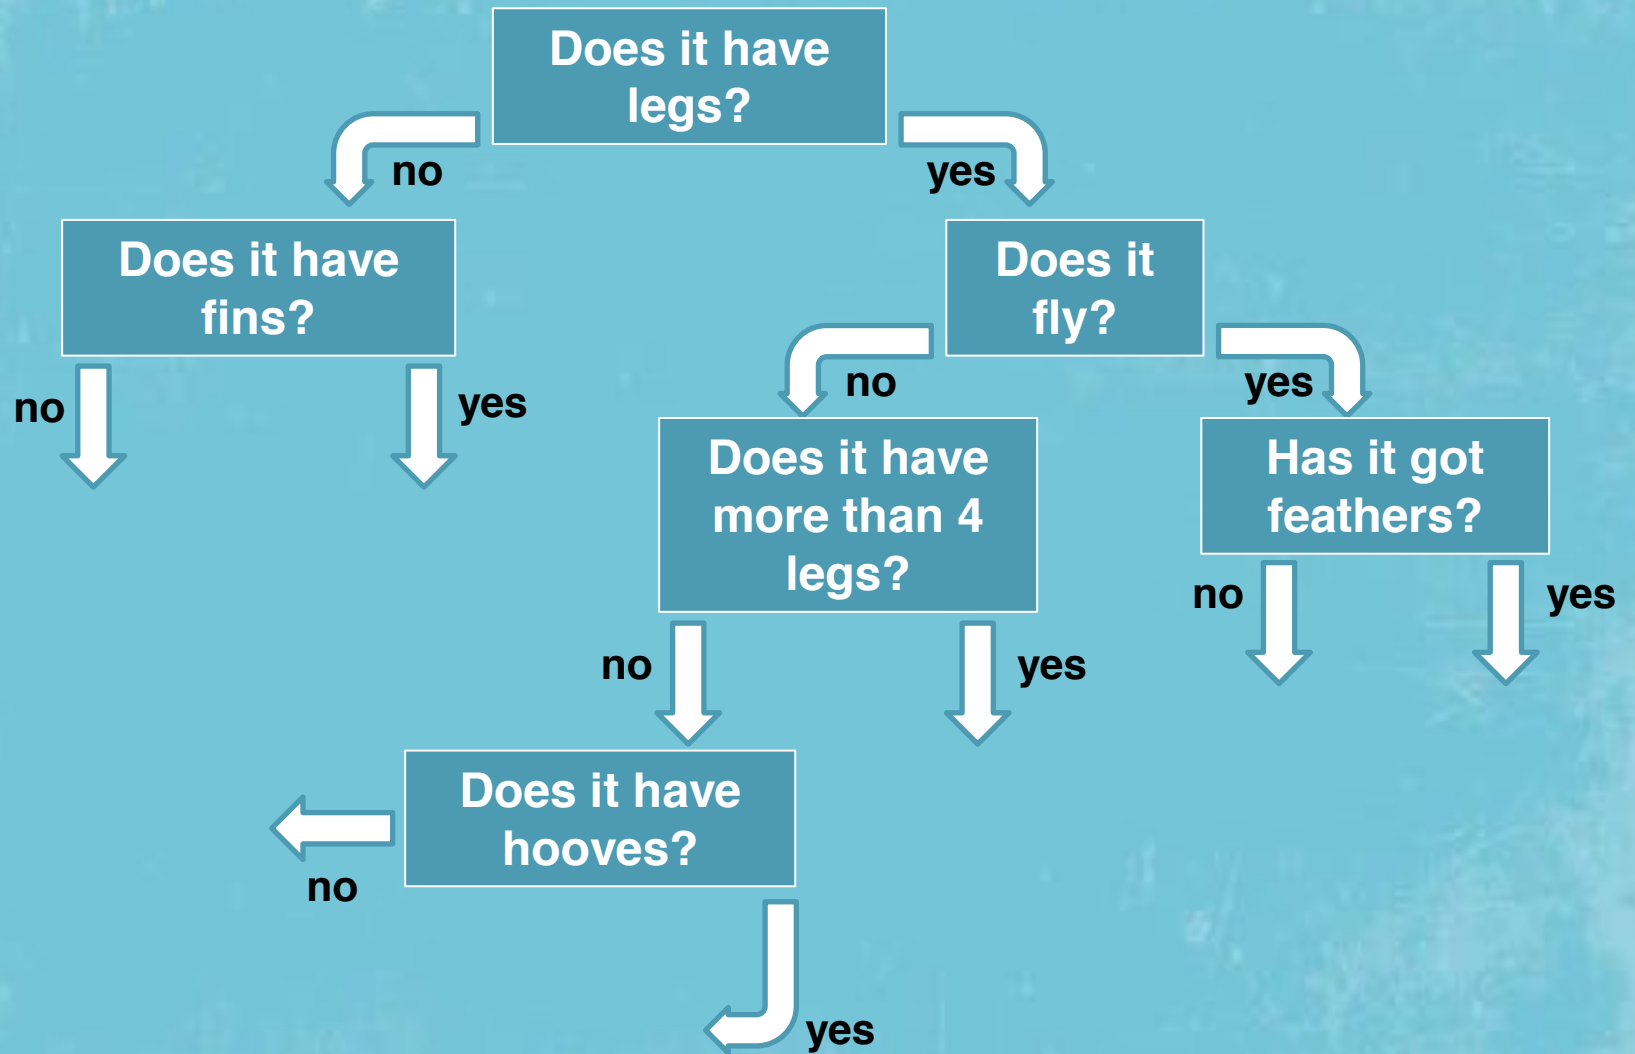 Does it have
legs?
no
yes
Does it have
fins?
Does it
fly?
no
yes
no
yes
Does it have
more than 4
legs?
Has it got
feathers?
no
yes
no
yes
Does it have
hooves?
no
yes